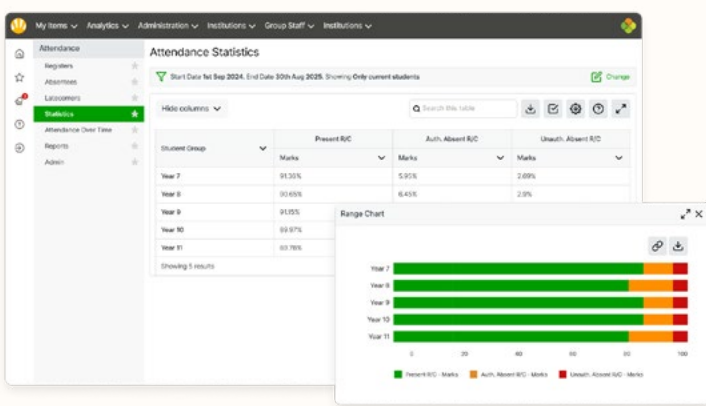 My Items Analytics Administration Institutions Group Staff Institutions
Attendance
Registers
Absentees
Latecomers
Statistics
Attendance Over Time
Reports
Admin
Attendance Statistics
Start Date 1st Sep 2024. End Date 30th Aug 2025. Showing Only current students
Change
Hide columns
Search this table
Student Group
Present R/C
Auth. Absent R/C
Unauth. Absent R/C
Marks Marks Marks
Year 7 91.36% 5.95% 2.69%
Year 8 90.65% 6.45% 2.9%
Year 9 91.15%
Year 10 89.97%
Year 11
Showing 5 results
Range Chart
Year 7
Year 8
Year 9
Year 10
Year 11
0 20 40 60 80 100
Present R/C - Marks Auth. Absent R/C - Marks Unauth. Absent R/C - Marks